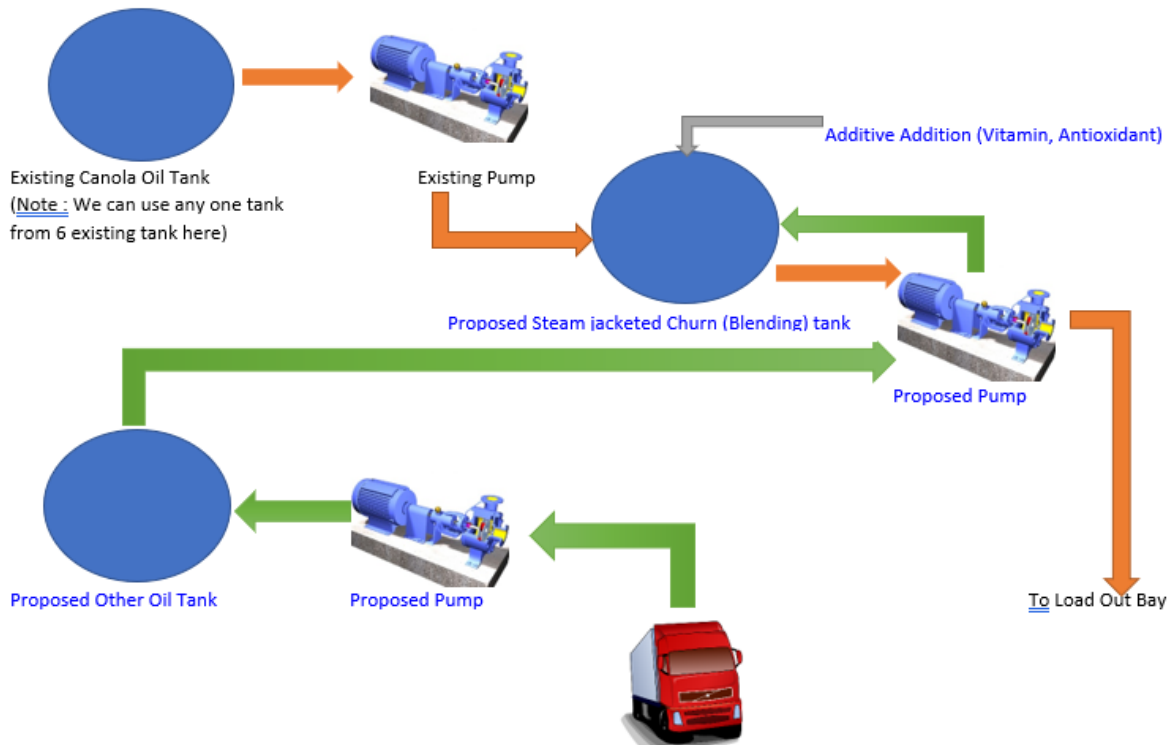 Additive Addition (Vitamin, Antioxidant)
Existing Canola Oil Tank
(Note : We can use any one tank
from 6 existing tank here)
Existing Pump
Proposed Steam jacketed Churn (Blending) tank
Proposed Pump
Proposed Other Oil Tank
Proposed Pump
To Load Out Bay